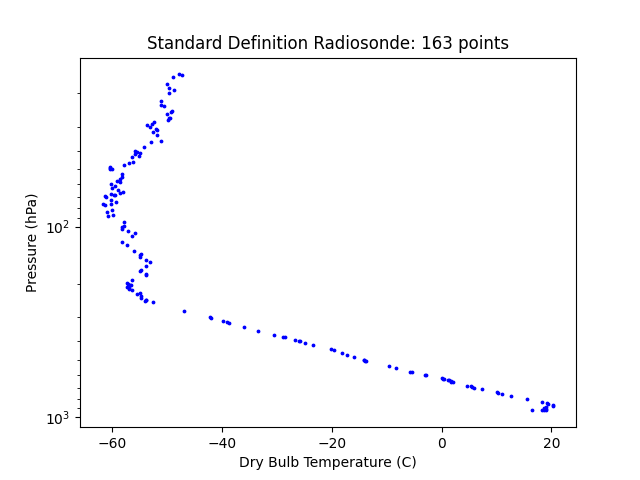 Standard Definition Radiosonde: 163 points
Pressure (hPa)
10²
10³
−60
−40
−20
0
20
Dry Bulb Temperature (C)